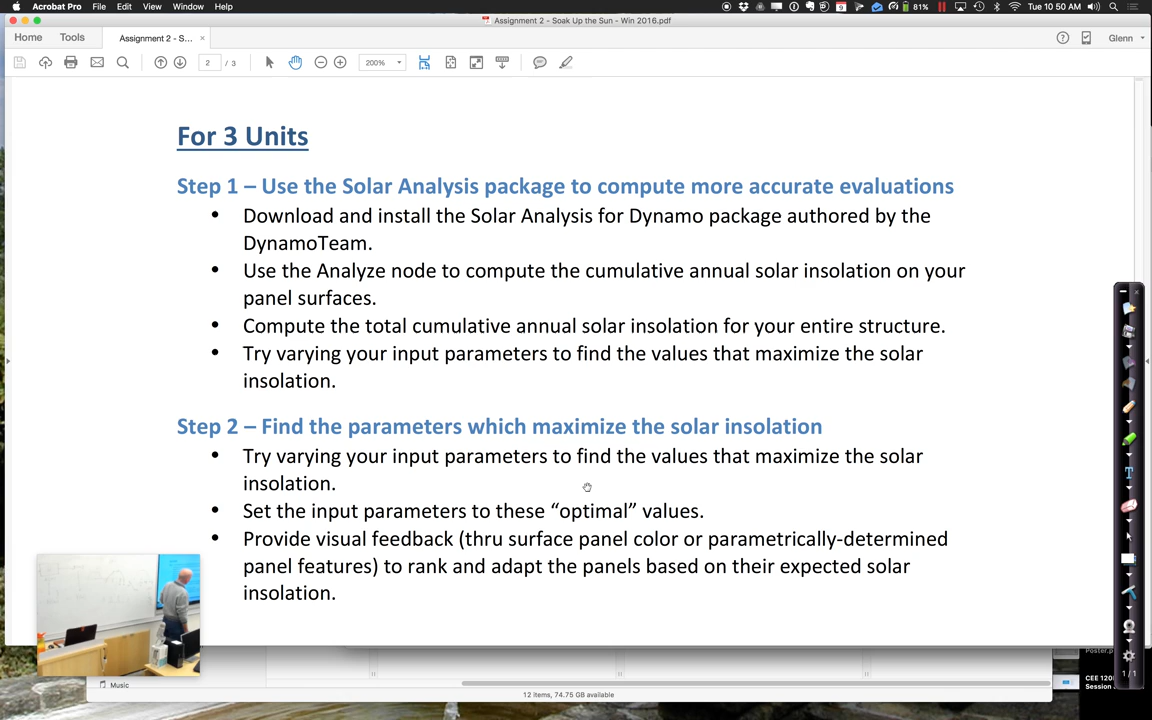 Acrobat Pro File Edit View Window Help 81% Tue 10 50 AM
Assignment 2 - Soak Up the Sun - Win 2016.pdf
Home Tools Assignment 2 - S... × Glenn
2 / 3 200%
For 3 Units
Step 1 – Use the Solar Analysis package to compute more accurate evaluations
• Download and install the Solar Analysis for Dynamo package authored by the
DynamoTeam.
• Use the Analyze node to compute the cumulative annual solar insolation on your
panel surfaces.
• Compute the total cumulative annual solar insolation for your entire structure.
• Try varying your input parameters to find the values that maximize the solar
insolation.
Step 2 – Find the parameters which maximize the solar insolation
• Try varying your input parameters to find the values that maximize the solar
insolation.
• Set the input parameters to these “optimal” values.
• Provide visual feedback (thru surface panel color or parametrically-determined
panel features) to rank and adapt the panels based on their expected solar
insolation.
1 / 1
Poster.p
CEE 120
Session
Music
12 items, 74.75 GB available